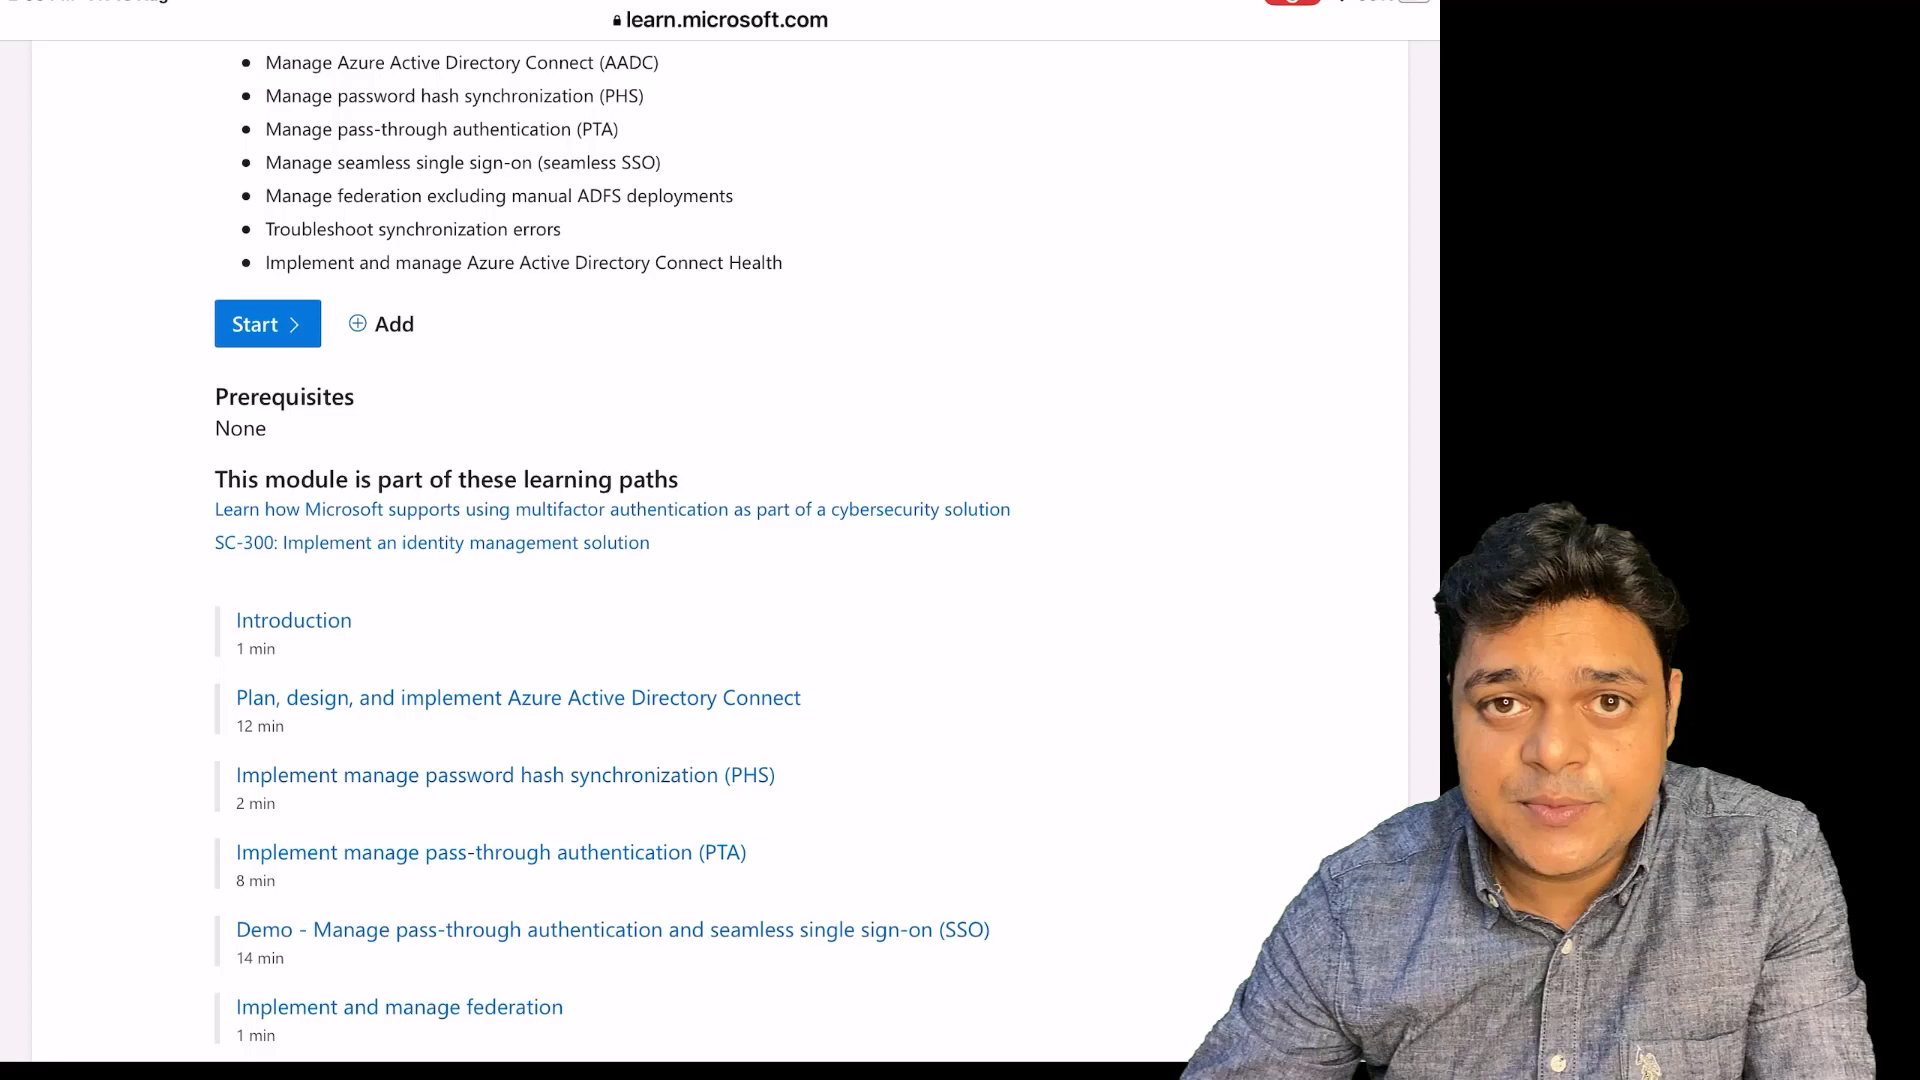 learn.microsoft.com
Manage Azure Active Directory Connect (AADC)
Manage password hash synchronization (PHS)
Manage pass-through authentication (PTA)
Manage seamless single sign-on (seamless SSO)
Manage federation excluding manual ADFS deployments
Troubleshoot synchronization errors
Implement and manage Azure Active Directory Connect Health
Start
Add
Prerequisites
None
This module is part of these learning paths
Learn how Microsoft supports using multifactor authentication as part of a cybersecurity solution
SC-300: Implement an identity management solution
Introduction
1 min
Plan, design, and implement Azure Active Directory Connect
12 min
Implement manage password hash synchronization (PHS)
2 min
Implement manage pass-through authentication (PTA)
8 min
Demo - Manage pass-through authentication and seamless single sign-on (SSO)
14 min
Implement and manage federation
1 min